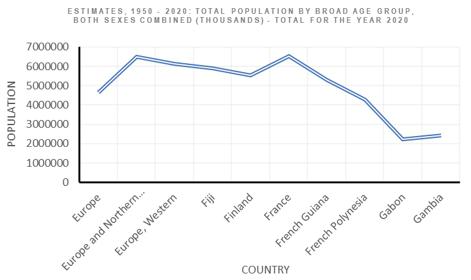 ESTIMATES, 1950 - 2020: TOTAL POPULATION BY BROAD AGE GROUP,
BOTH SEXES COMBINED (THOUSANDS) - TOTAL FOR THE YEAR 2020
POPULATION
7000000
6000000
5000000
4000000
3000000
2000000
1000000
0
Europe
Europe and Northern...
Europe, Western
Fiji
Finland
France
French Guiana
French Polynesia
Gabon
Gambia
COUNTRY